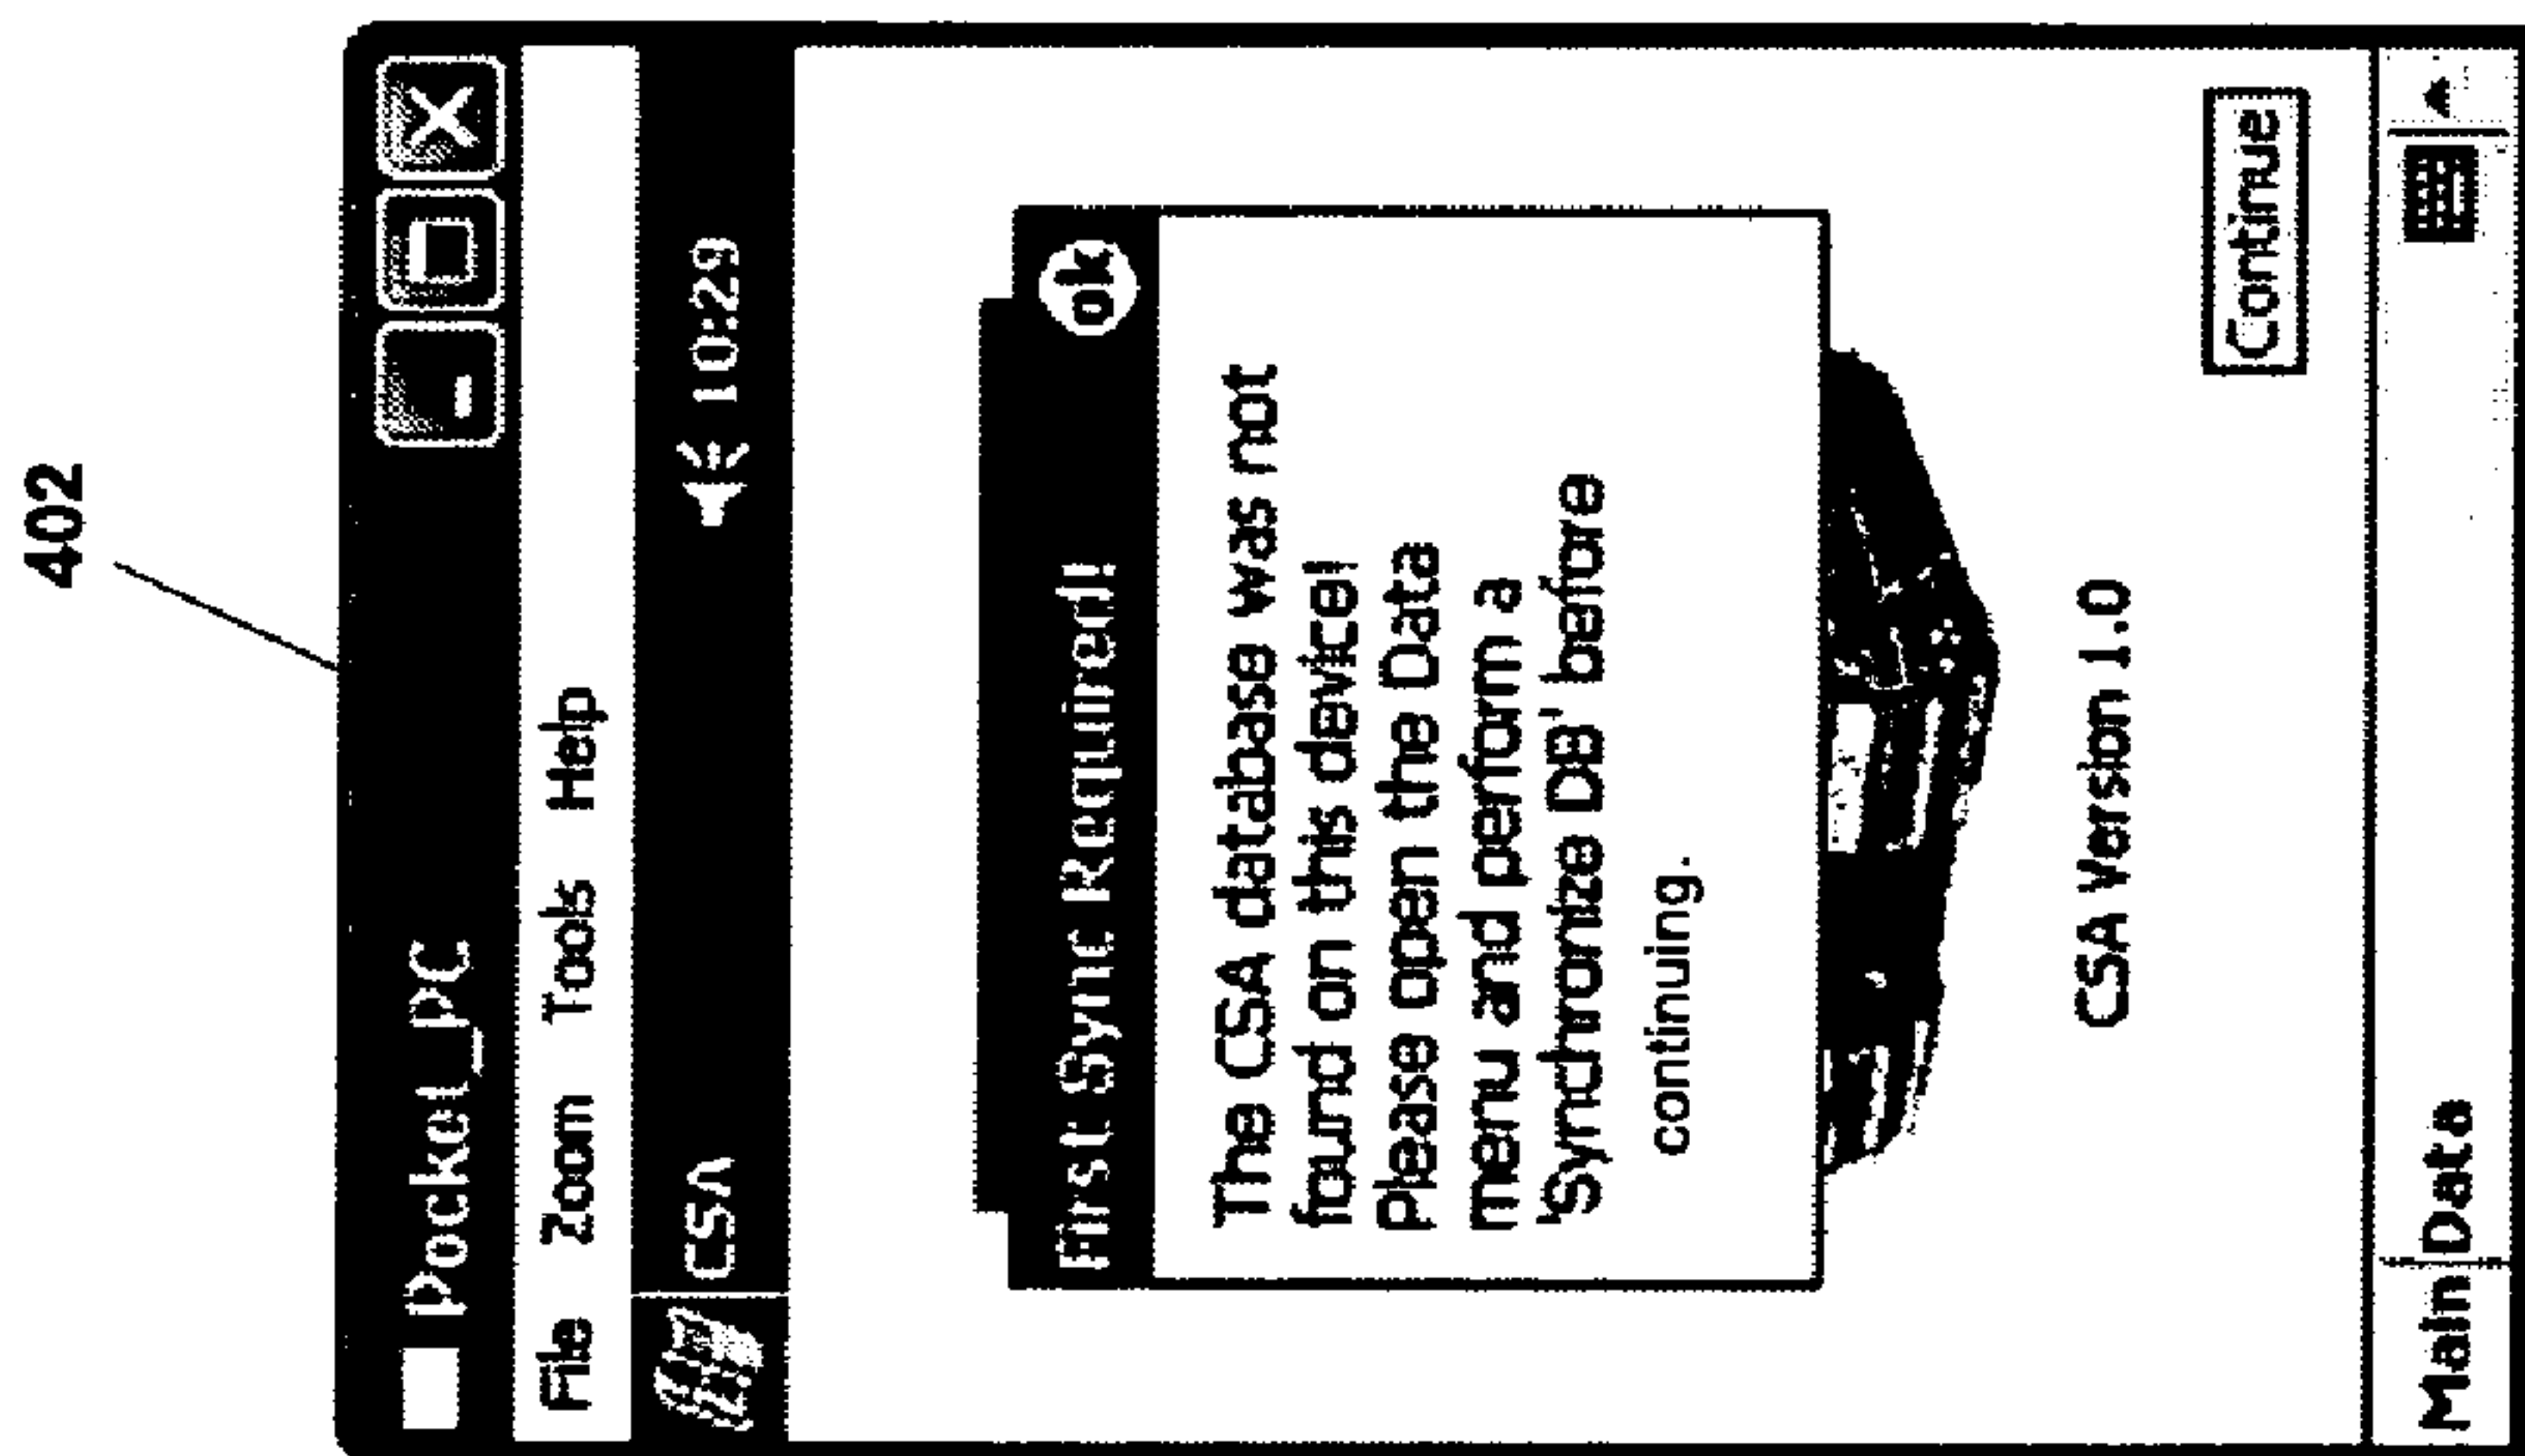 402
Pocket_PC
File Zoom Tools Help
CSA 10:29
First Sync Required! ok
The CSA database was not
found on this device!
Please open the Data
menu and perform a
'Synchronize DB' before
continuing.
CSA Version 1.0
Continue
Main Data